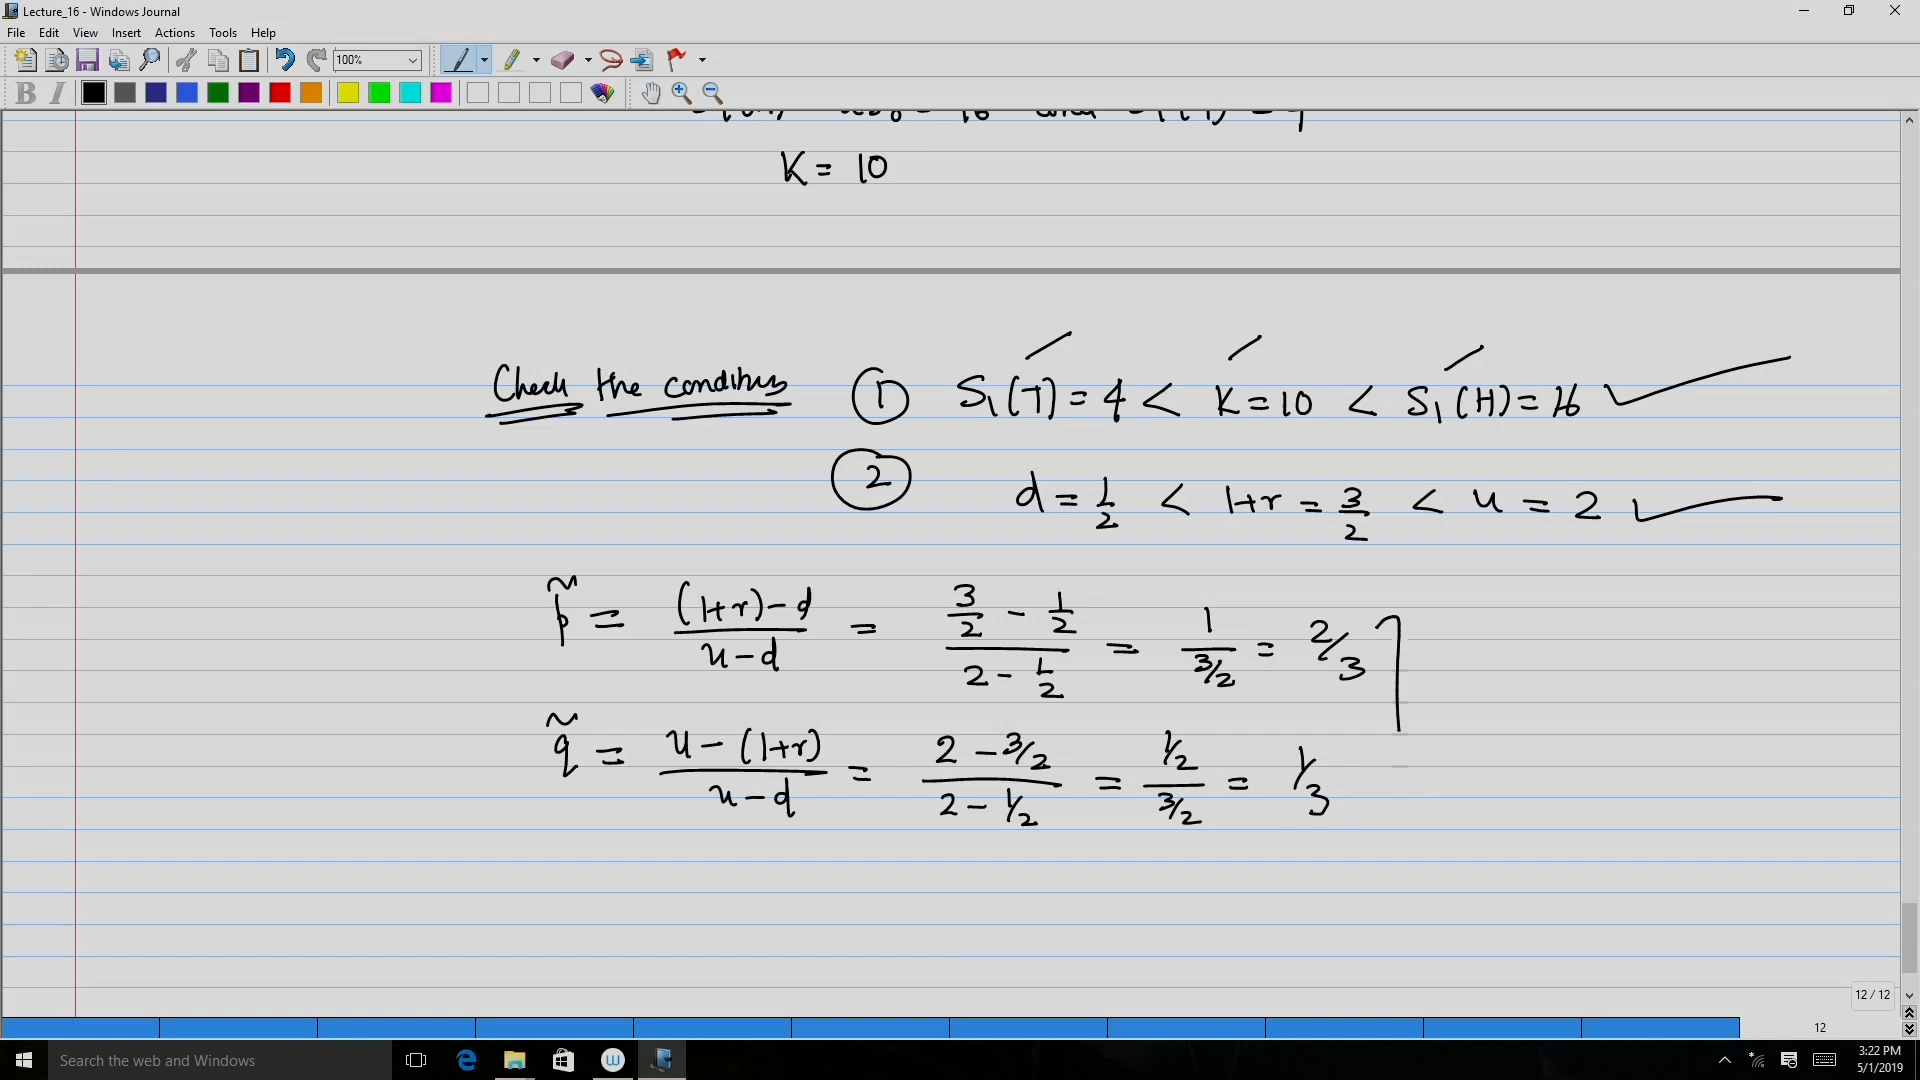 Lecture_16 - Windows Journal
File Edit View Insert Actions Tools Help
100%
B I
K = 10
Check the conditions ① S₁(T) = 4 < K = 10 < S₁(H) = 16 ✓
② d = 1/2 < 1+r = 3/2 < u = 2 ✓
p̃ = ((1+r) - d)/(u - d) = (3/2 - 1/2)/(2 - 1/2) = 1/(3/2) = 2/3
q̃ = (u - (1+r))/(u - d) = (2 - 3/2)/(2 - 1/2) = (1/2)/(3/2) = 1/3
12 / 12
12
Search the web and Windows
3:22 PM
5/1/2019